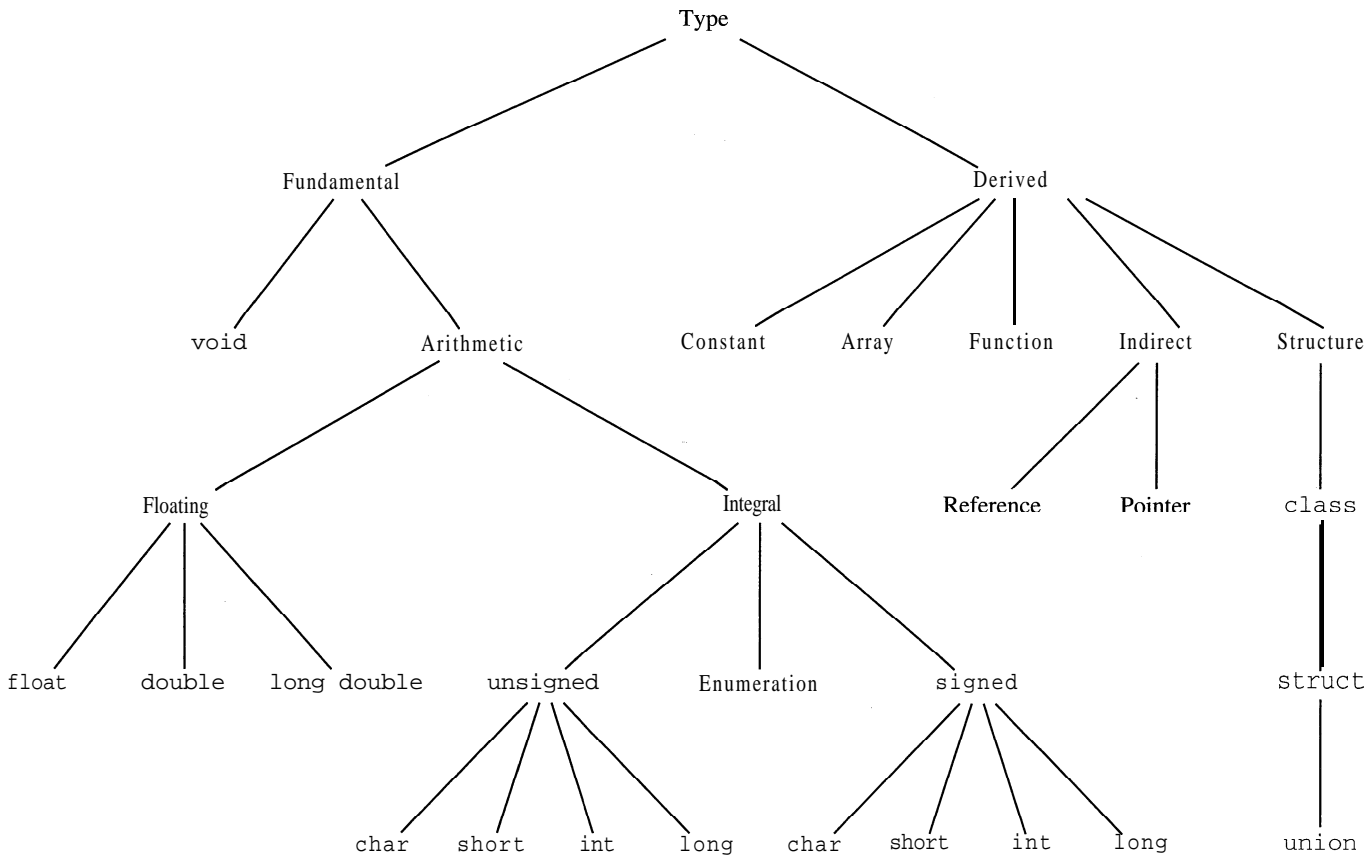 Type
Fundamental Derived
void Arithmetic Constant Array Function Indirect Structure
Floating Integral Reference Pointer class
float double long double unsigned Enumeration signed struct
char short int long char short int long union